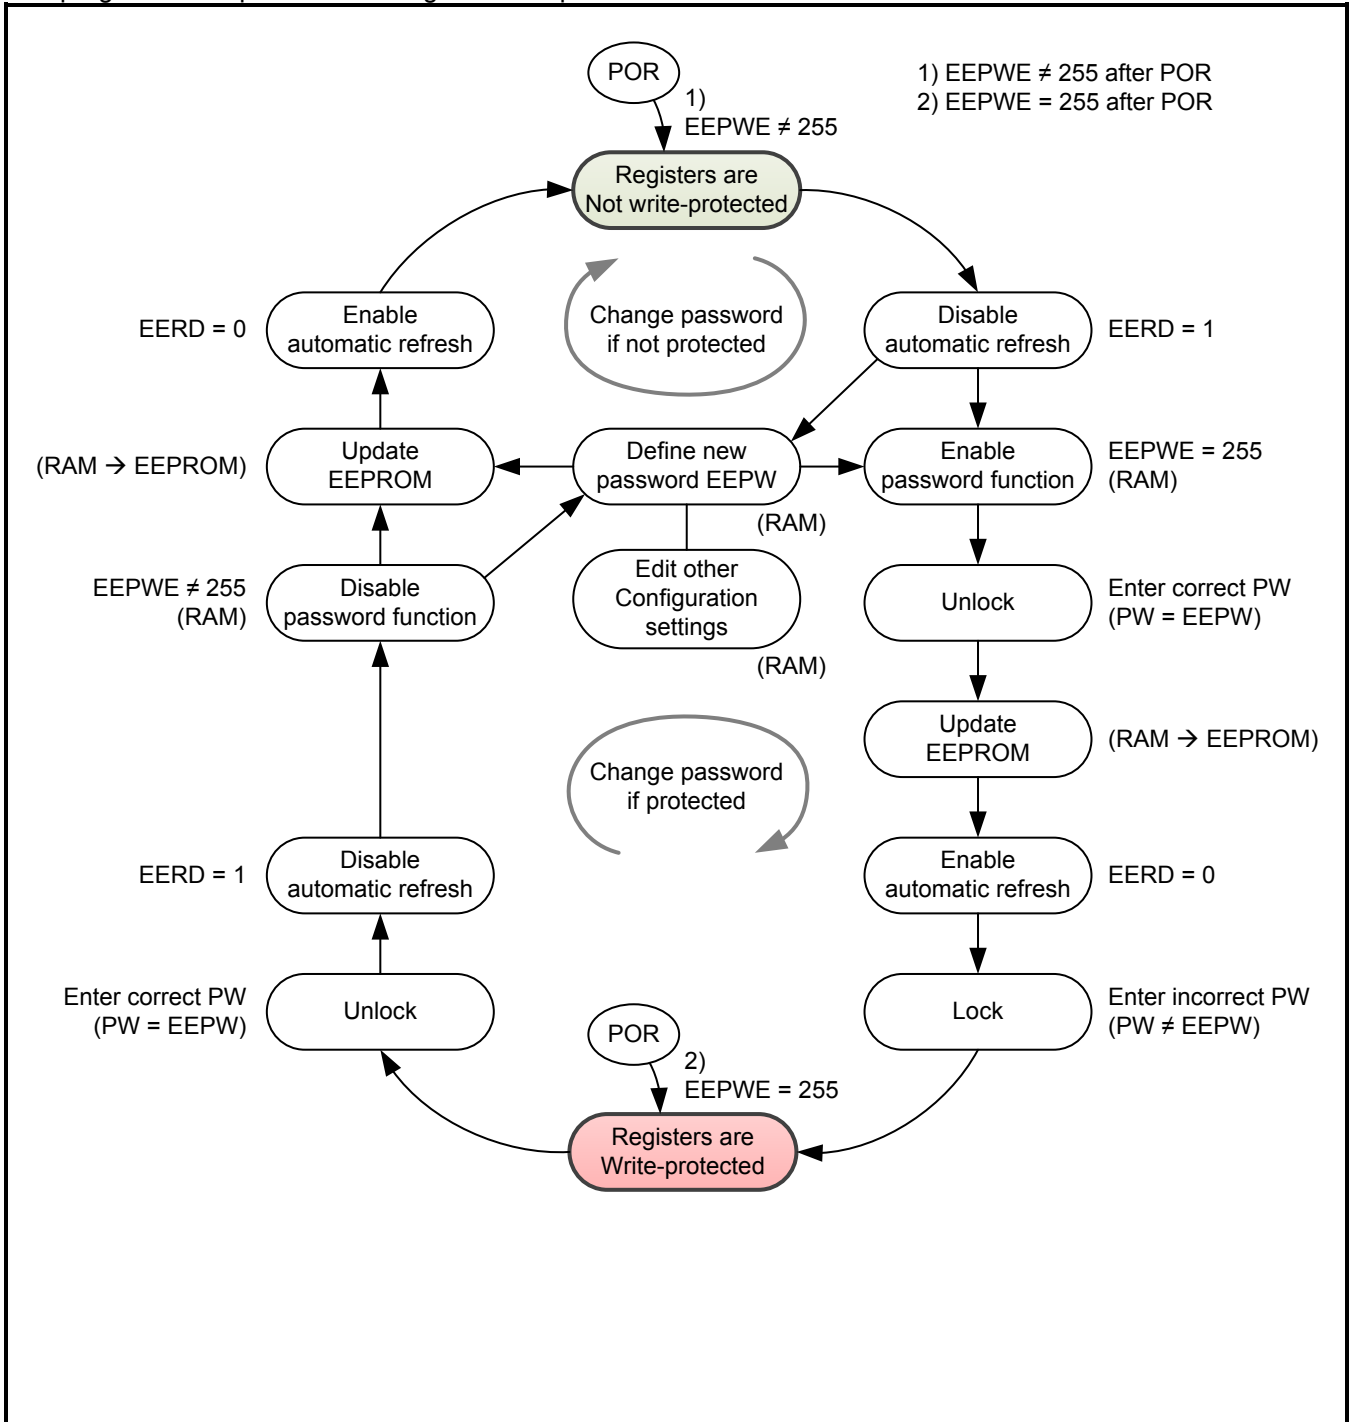 POR
1)
EEPWE ≠ 255
1) EEPWE ≠ 255 after POR
2) EEPWE = 255 after POR
Registers are
Not write-protected
EERD = 0
Enable
automatic refresh
Change password
if not protected
Disable
automatic refresh
EERD = 1
(RAM → EEPROM)
Update
EEPROM
Define new
password EEPW
(RAM)
Enable
password function
EEPWE = 255
(RAM)
EEPWE ≠ 255
(RAM)
Disable
password function
Edit other
Configuration
settings
(RAM)
Unlock
Enter correct PW
(PW = EEPW)
Update
EEPROM
(RAM → EEPROM)
Change password
if protected
EERD = 1
Disable
automatic refresh
Enable
automatic refresh
EERD = 0
Enter correct PW
(PW = EEPW)
Unlock
POR
2)
EEPWE = 255
Lock
Enter incorrect PW
(PW ≠ EEPW)
Registers are
Write-protected